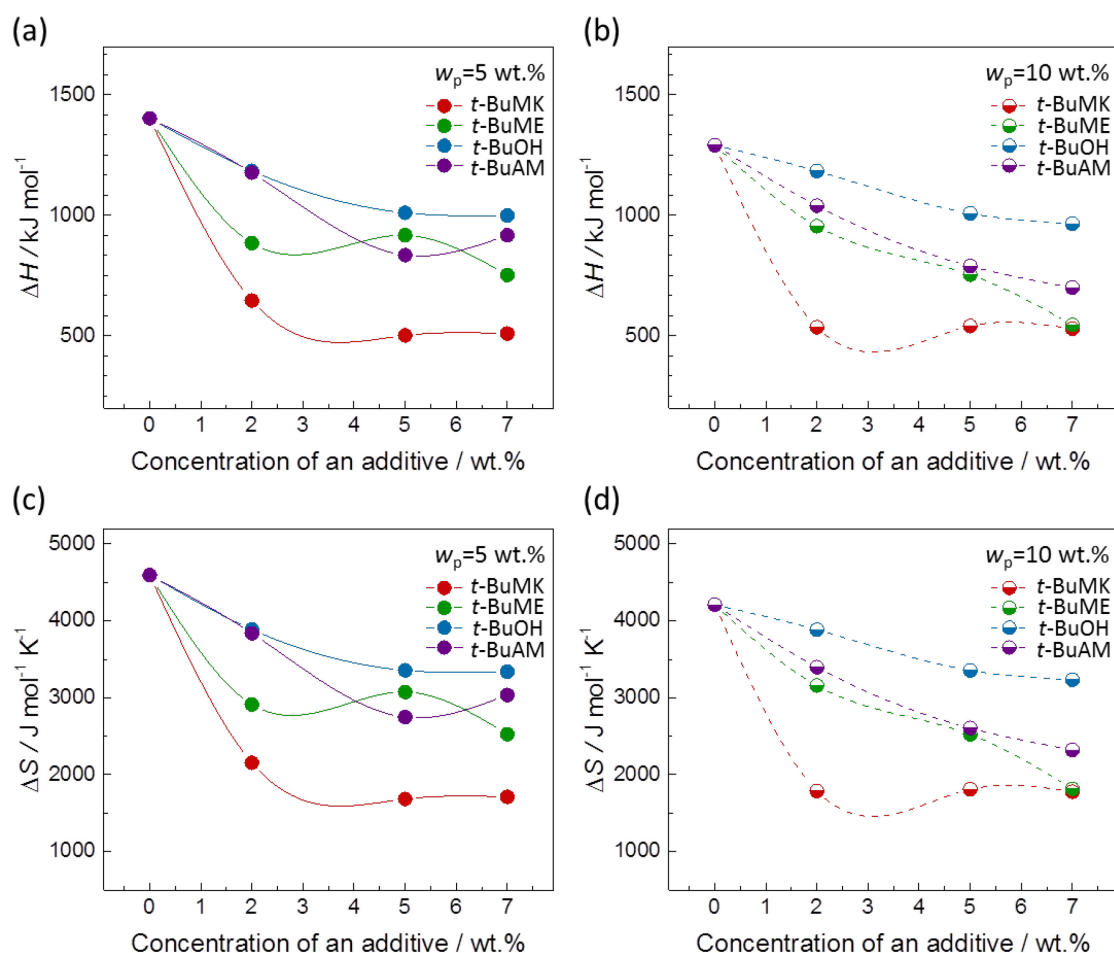 (a)
w_p=5 wt.%
t-BuMK
t-BuME
t-BuOH
t-BuAM
1500
1000
500
ΔH / kJ mol⁻¹
0 1 2 3 4 5 6 7
Concentration of an additive / wt.%
(b)
w_p=10 wt.%
t-BuMK
t-BuME
t-BuOH
t-BuAM
1500
1000
500
ΔH / kJ mol⁻¹
0 1 2 3 4 5 6 7
Concentration of an additive / wt.%
(c)
w_p=5 wt.%
t-BuMK
t-BuME
t-BuOH
t-BuAM
5000
4000
3000
2000
1000
ΔS / J mol⁻¹ K⁻¹
0 1 2 3 4 5 6 7
Concentration of an additive / wt.%
(d)
w_p=10 wt.%
t-BuMK
t-BuME
t-BuOH
t-BuAM
5000
4000
3000
2000
1000
ΔS / J mol⁻¹ K⁻¹
0 1 2 3 4 5 6 7
Concentration of an additive / wt.%